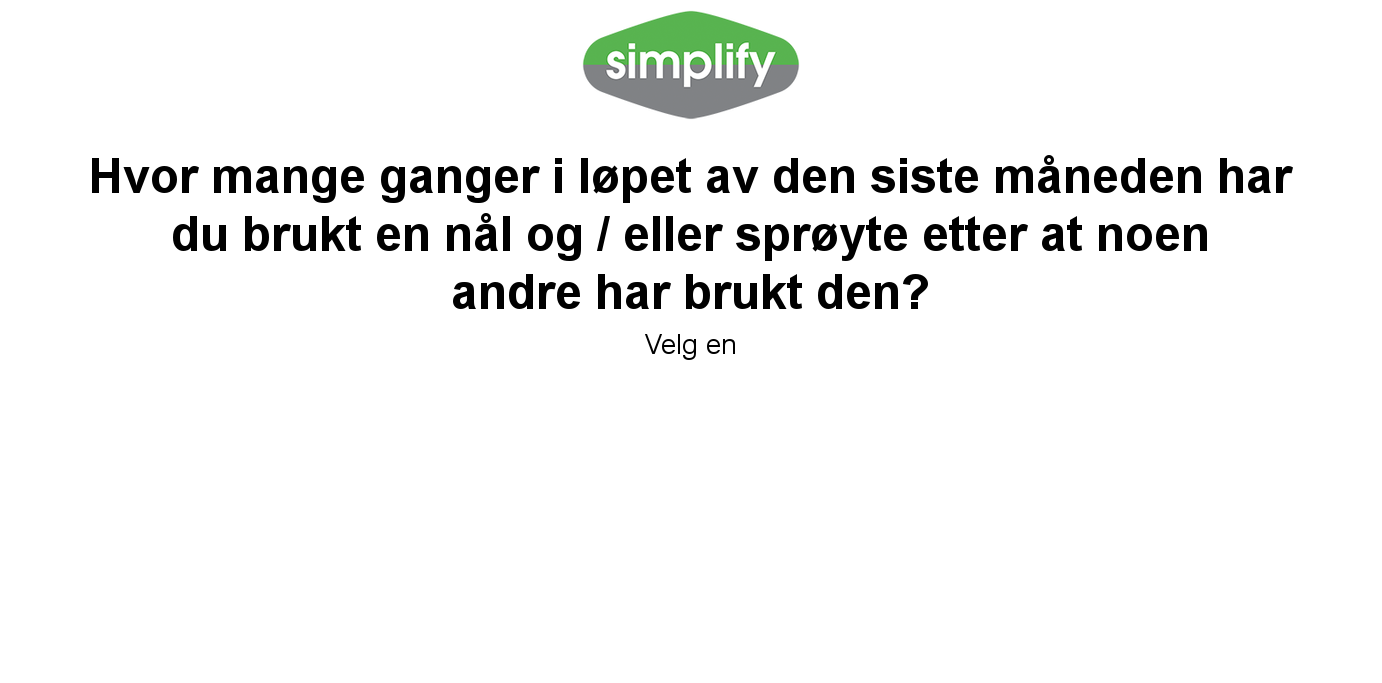 simplify
Hvor mange ganger i løpet av den siste måneden har
du brukt en nål og / eller sprøyte etter at noen
andre har brukt den?
Velg en